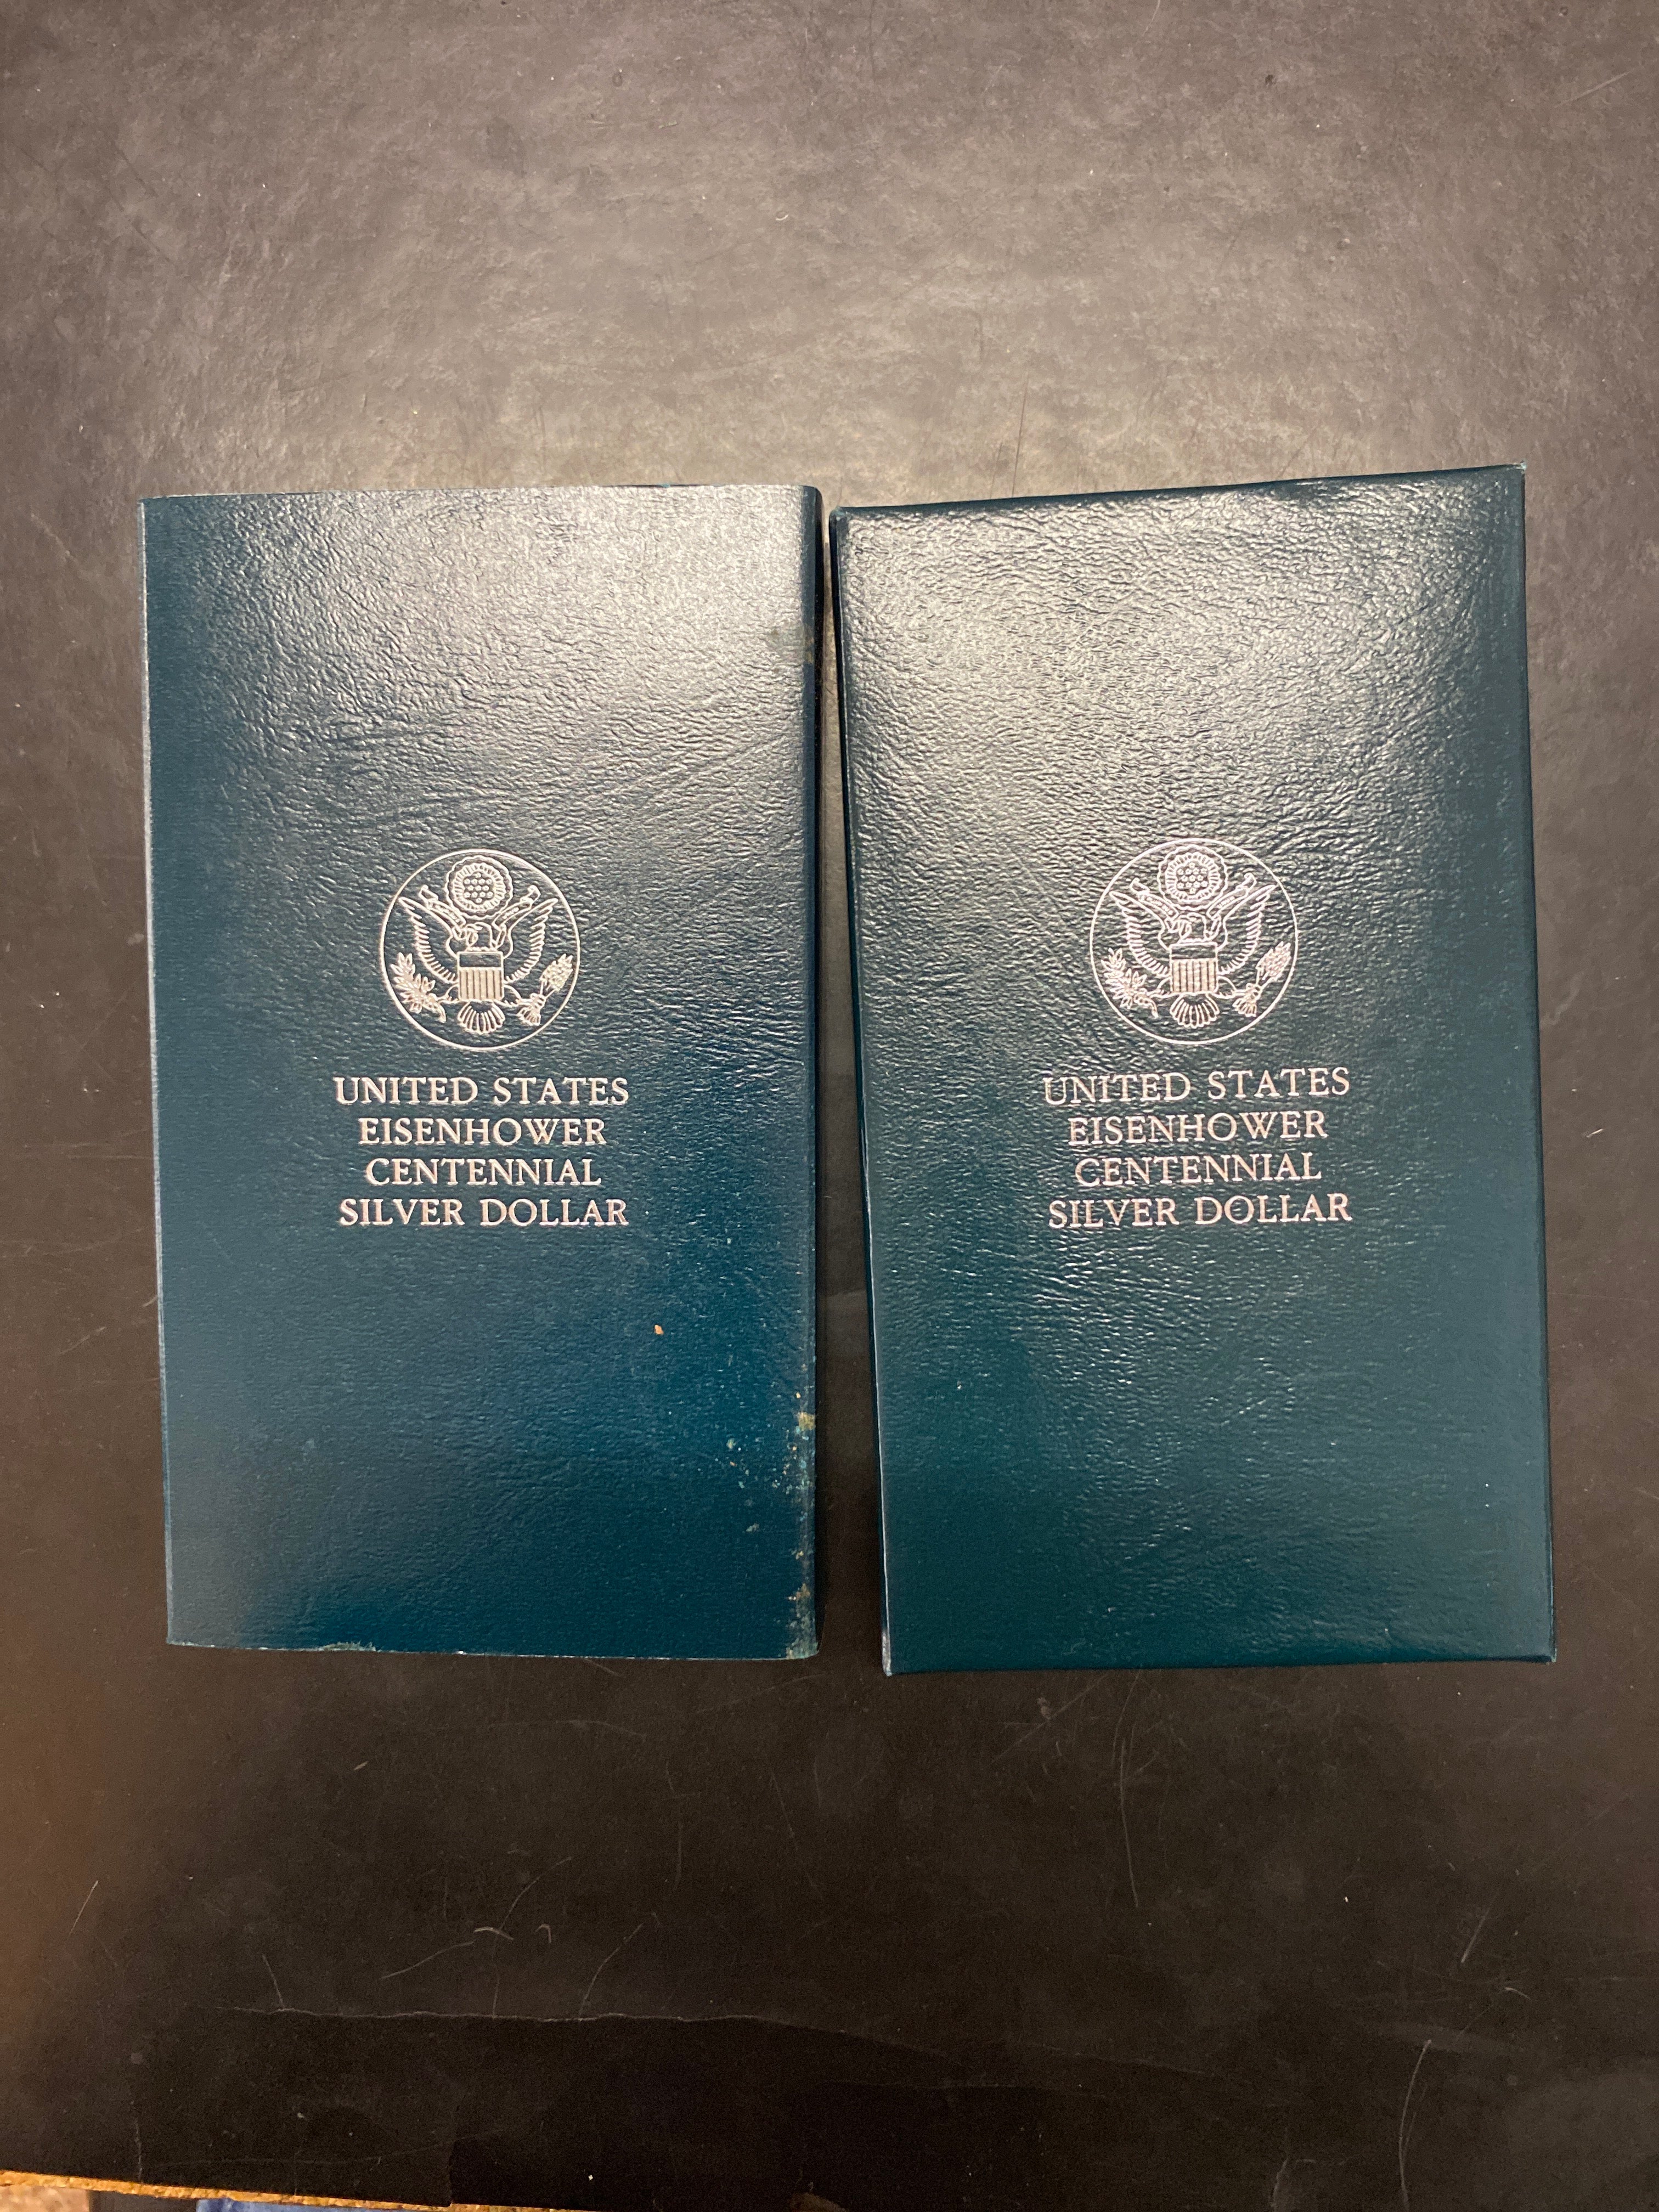 UNITED STATES
EISENHOWER
CENTENNIAL
SILVER DOLLAR
UNITED STATES
EISENHOWER
CENTENNIAL
SILVER DOLLAR